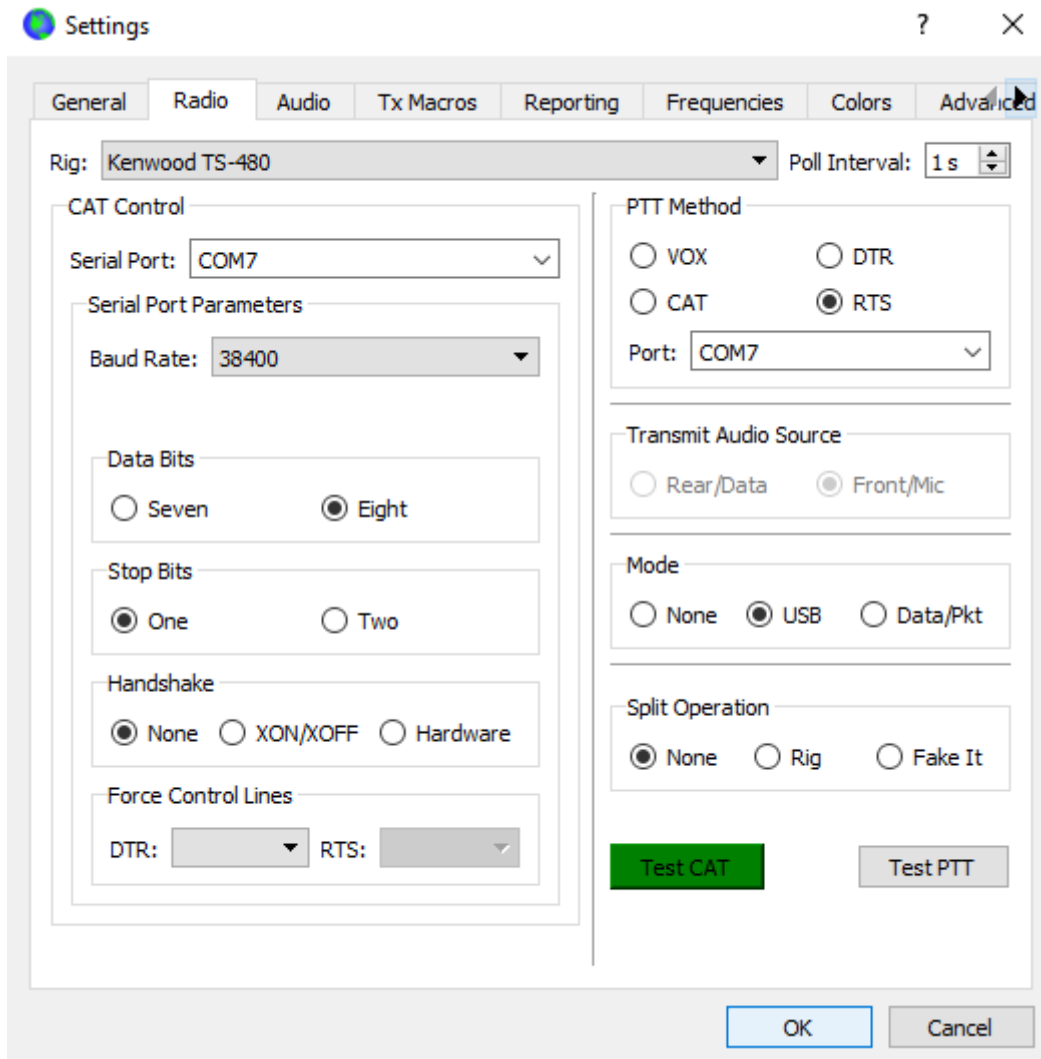 Settings
General Radio Audio Tx Macros Reporting Frequencies Colors Advanced
Rig: Kenwood TS-480 Poll Interval: 1 s
CAT Control
Serial Port: COM7
Serial Port Parameters
Baud Rate: 38400
Data Bits
Seven Eight
Stop Bits
One Two
Handshake
None XON/XOFF Hardware
Force Control Lines
DTR: RTS:
PTT Method
VOX DTR
CAT RTS
Port: COM7
Transmit Audio Source
Rear/Data Front/Mic
Mode
None USB Data/Pkt
Split Operation
None Rig Fake It
Test CAT Test PTT
OK Cancel